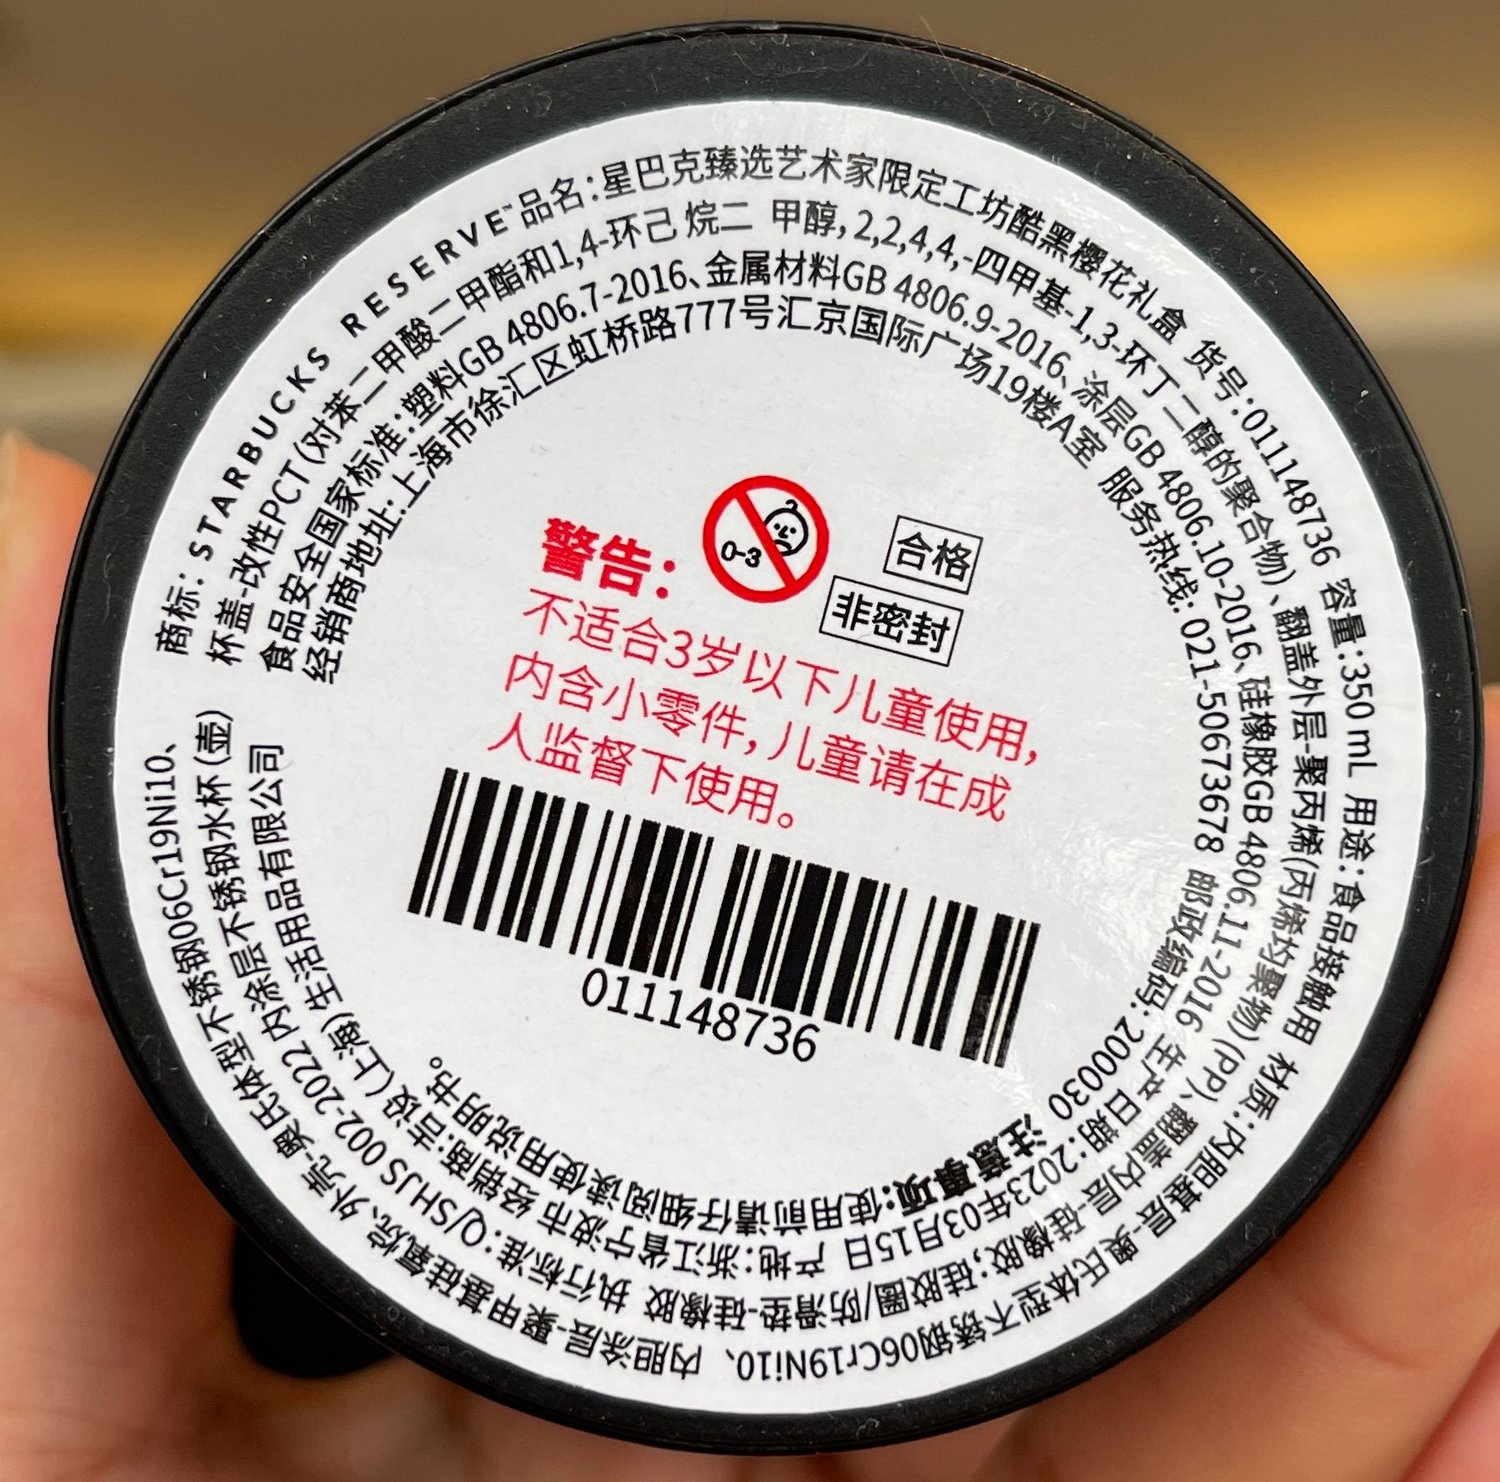 商标：STARBUCKS RESERVE™ 品名：星巴克臻选艺术家限定工坊酷黑樱花礼盒 货号：011148736 容量：350 mL 用途：食品接触用 材质：内胆基层-奥氏体型不锈钢06Cr19Ni10、内胆涂层-聚甲基硅氧烷、外壳-奥氏体型不锈钢06Cr19Ni10、
杯盖-改性PCT(对苯二甲酸二甲酯和1,4-环己 烷二 甲醇, 2,2,4,4,-四甲基-1,3-环丁二醇的聚合物)、翻盖外层-聚丙烯(丙烯均聚物) (PP)、翻盖内层-硅橡胶; 硅胶圈/防滑垫-硅橡胶 执行标准：Q/SHJS 002-2022 内涂层不锈钢水杯 (壶)
食品安全国家标准：塑料GB 4806.7-2016、金属材料GB 4806.9-2016、涂层GB 4806.10-2016、硅橡胶GB 4806.11-2016 生产日期：2023年03月15日 产地：浙江省宁波市 经销商:吉设 (上海) 生活用品有限公司
经销商地址:上海市徐汇区虹桥路777号汇京国际广场19楼A室 服务热线: 021-50673678 邮政编码: 200030 注意事项:使用前请仔细阅读使用说明书。
0-3
警告：
合格
非密封
不适合3岁以下儿童使用，
内含小零件，儿童请在成
人监督下使用。
011148736